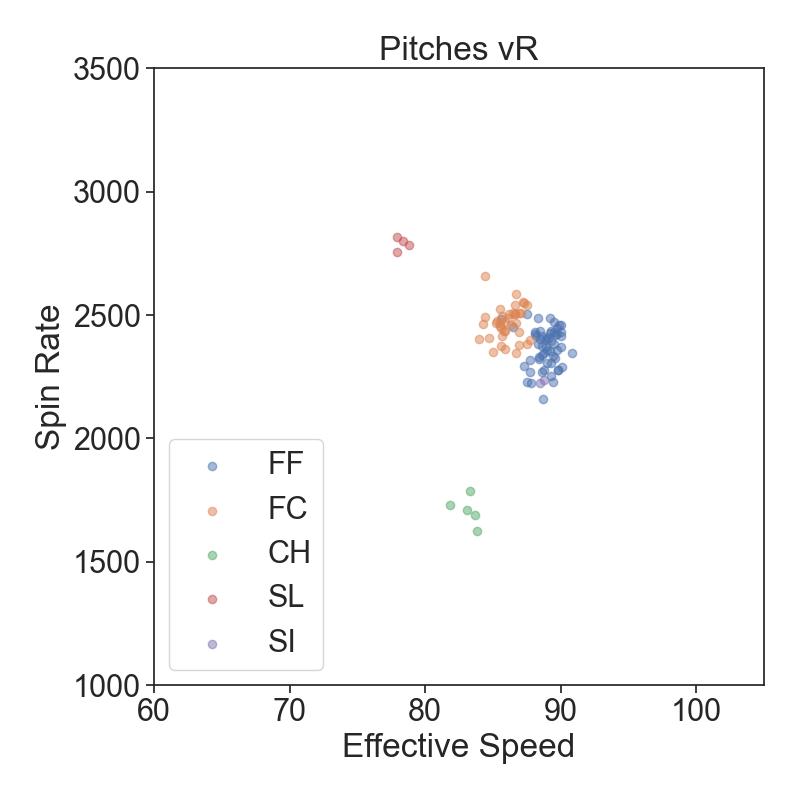 Pitches vR
3500
3000
2500
2000
1500
1000
Spin Rate
FF
FC
CH
SL
SI
60 70 80 90 100
Effective Speed